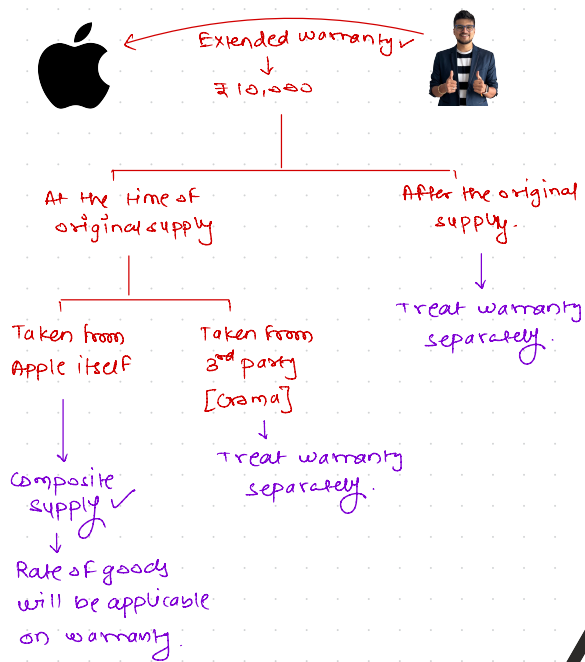 Extended warranty ✓
₹10,000
At the time of
original supply
After the original
supply.
Treat warranty
separately.
Taken from
Apple itself
Taken from
3rd party
[Croma]
Treat warranty
separately.
Composite
supply ✓
Rate of goods
will be applicable
on warranty.